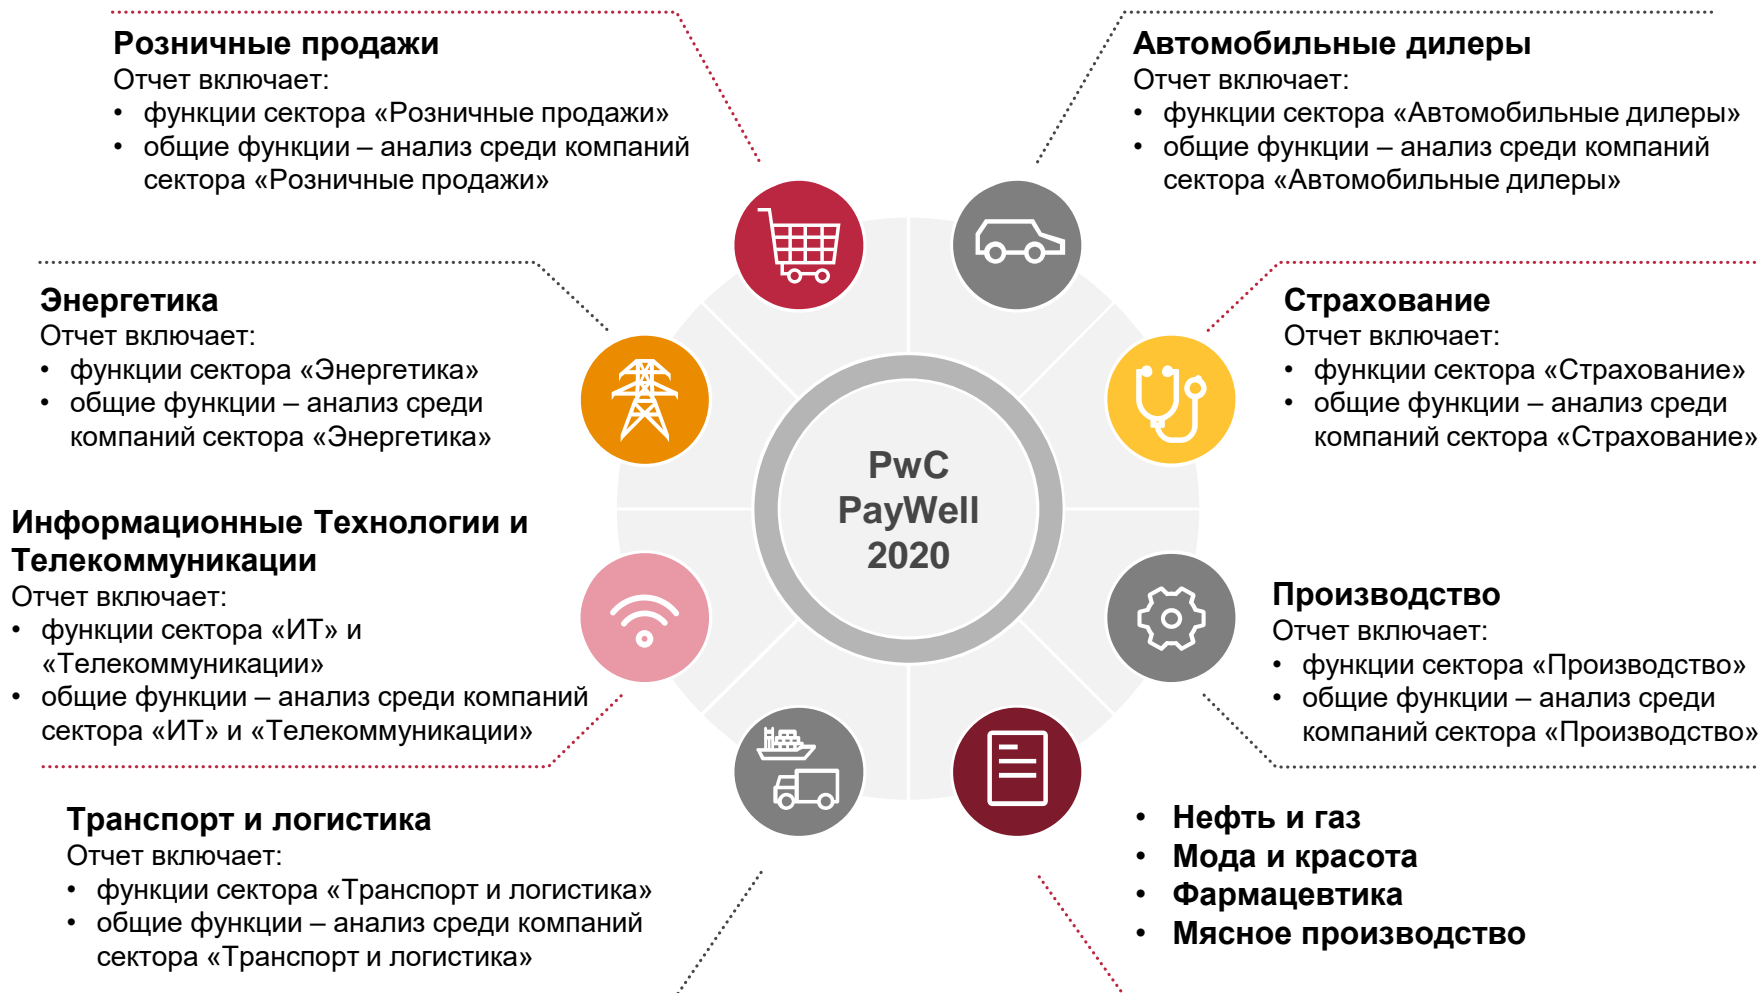 Розничные продажи
Отчет включает:
• функции сектора «Розничные продажи»
• общие функции – анализ среди компаний
сектора «Розничные продажи»
Автомобильные дилеры
Отчет включает:
• функции сектора «Автомобильные дилеры»
• общие функции – анализ среди компаний
сектора «Автомобильные дилеры»
Энергетика
Отчет включает:
• функции сектора «Энергетика»
• общие функции – анализ среди
компаний сектора «Энергетика»
Страхование
Отчет включает:
• функции сектора «Страхование»
• общие функции – анализ среди
компаний сектора «Страхование»
PwC
PayWell
2020
Информационные Технологии и
Телекоммуникации
Отчет включает:
• функции сектора «ИТ» и
«Телекоммуникации»
• общие функции – анализ среди компаний
сектора «ИТ» и «Телекоммуникации»
Производство
Отчет включает:
• функции сектора «Производство»
• общие функции – анализ среди
компаний сектора «Производство»
Транспорт и логистика
Отчет включает:
• функции сектора «Транспорт и логистика»
• общие функции – анализ среди компаний
сектора «Транспорт и логистика»
• Нефть и газ
• Мода и красота
• Фармацевтика
• Мясное производство